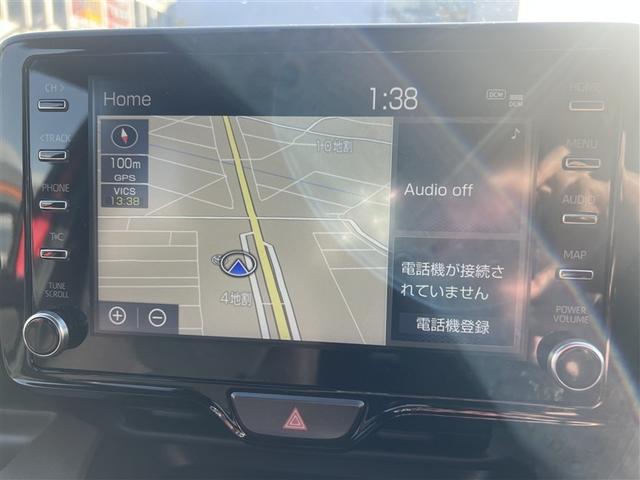 CH >
< TRACK
PHONE
T·C
TUNE
SCROLL
Home
1:38
DCM
DCM
100m
GPS
VICS
13:38
10地割
4地割
Audio off
電話機が接続さ
れていません
電話機登録
HOME
MENU
AUDIO
MAP
POWER
VOLUME